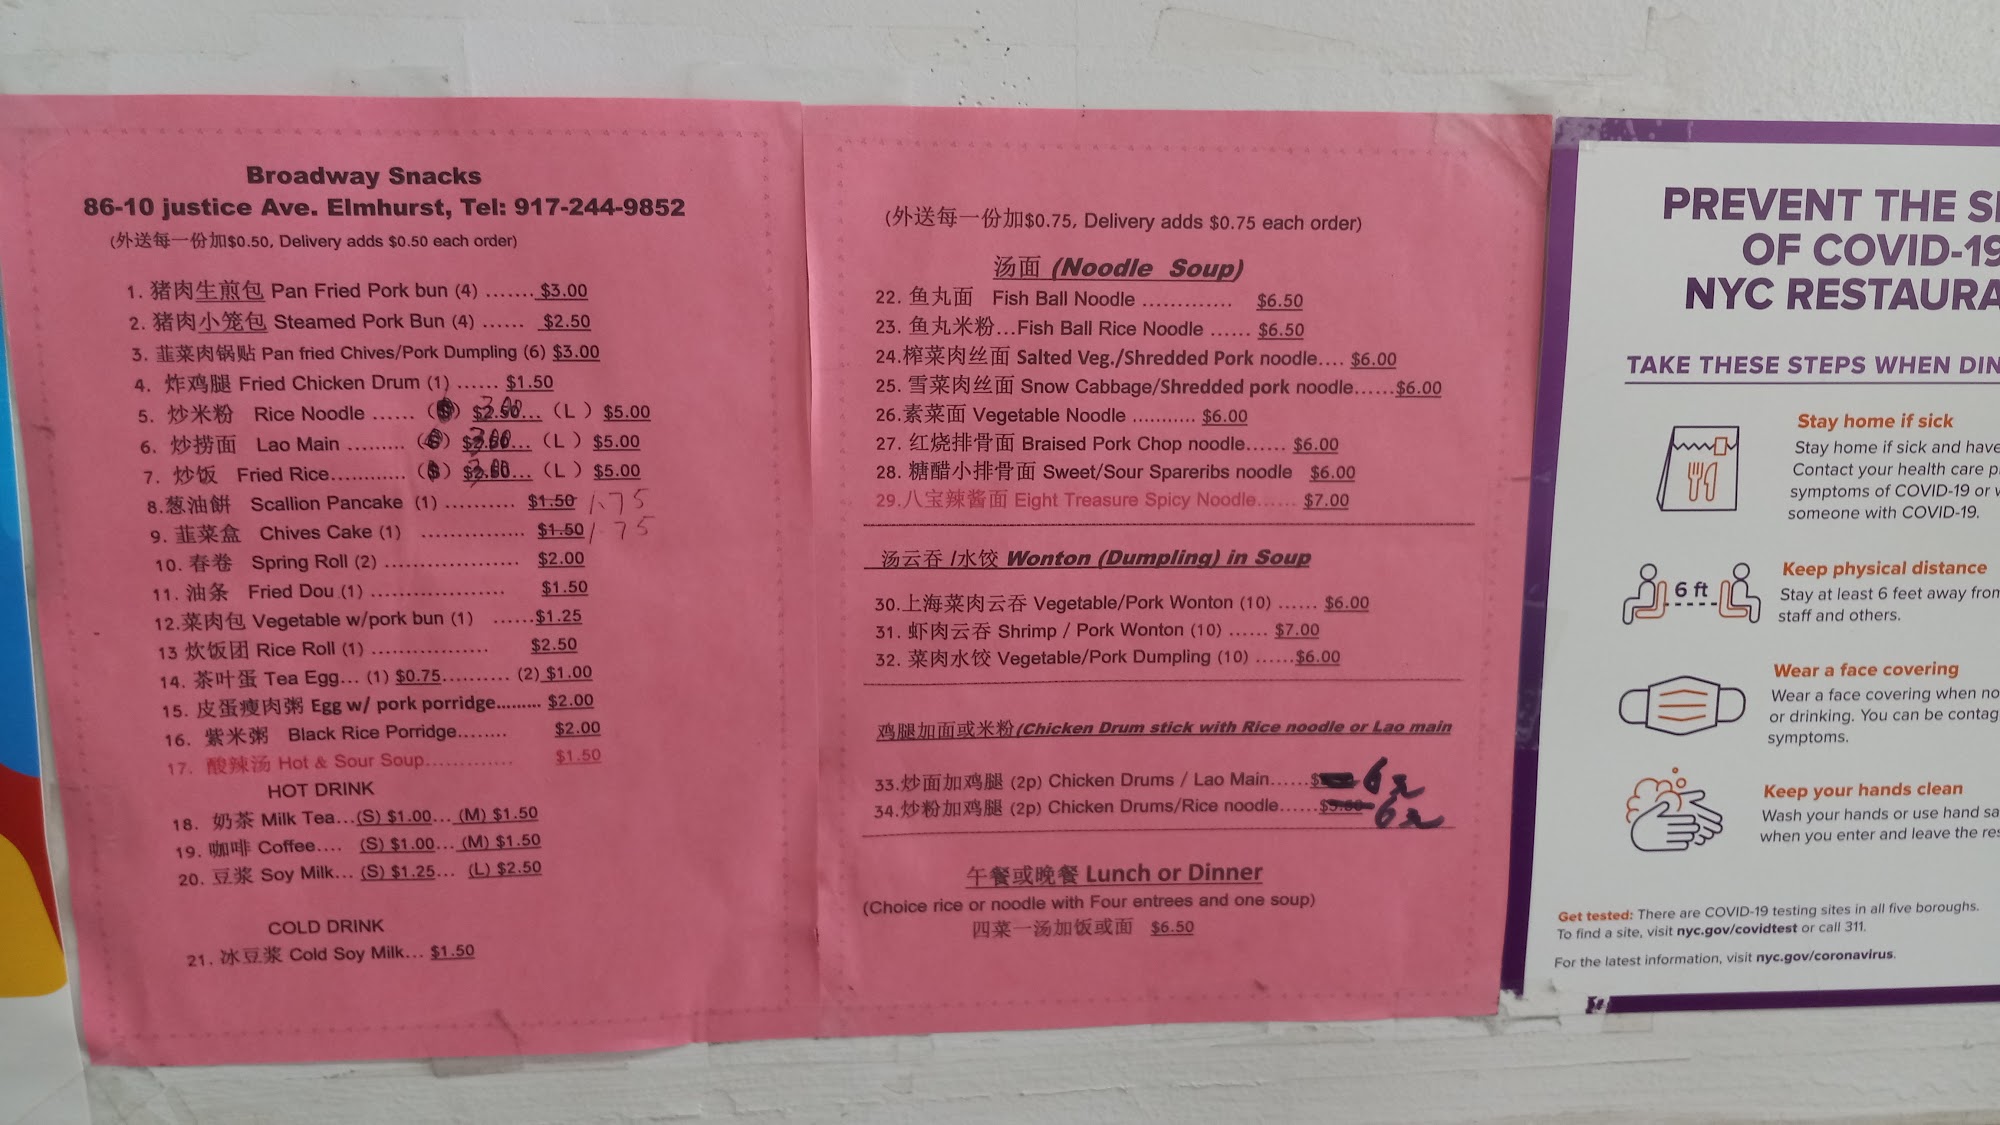 Broadway Snacks
86-10 justice Ave. Elmhurst, Tel: 917-244-9852
(外送每一份加$0.50, Delivery adds $0.50 each order)
1. 猪肉生煎包 Pan Fried Pork bun (4) ....... $3.00
2. 猪肉小笼包 Steamed Pork Bun (4) ...... $2.50
3. 韮菜肉锅贴 Pan fried Chives/Pork Dumpling (6) $3.00
4. 炸鸡腿 Fried Chicken Drum (1) ...... $1.50
5. 炒米粉 Rice Noodle ...... (S) $2.50... 3.00 (L) $5.00
6. 炒捞面 Lao Main ......... (S) 3.00 (L) $5.00
7. 炒饭 Fried Rice............ (S) $2.50... 3.00 (L) $5.00
8.葱油餅 Scallion Pancake (1) .......... $1.50 1.75
9. 韮菜盒 Chives Cake (1) ............... $1.50 1.75
10. 春卷 Spring Roll (2) ................... $2.00
11. 油条 Fried Dou (1) ................... $1.50
12.菜肉包 Vegetable w/pork bun (1) ......$1.25
13 炊饭团 Rice Roll (1) ................. $2.50
14. 茶叶蛋 Tea Egg... (1) $0.75.......... (2) $1.00
15. 皮蛋瘦肉粥 Egg w/ pork porridge......... $2.00
16. 紫米粥 Black Rice Porridge........ $2.00
17. 酸辣汤 Hot & Sour Soup............. $1.50
HOT DRINK
18. 奶茶 Milk Tea...(S) $1.00... (M) $1.50
19. 咖啡 Coffee.... (S) $1.00... (M) $1.50
20. 豆浆 Soy Milk... (S) $1.25... (L) $2.50
COLD DRINK
21. 冰豆浆 Cold Soy Milk... $1.50
(外送每一份加$0.75, Delivery adds $0.75 each order)
汤面 (Noodle Soup)
22. 鱼丸面 Fish Ball Noodle ............. $6.50
23. 鱼丸米粉...Fish Ball Rice Noodle ...... $6.50
24.榨菜肉丝面 Salted Veg./Shredded Pork noodle.... $6.00
25. 雪菜肉丝面 Snow Cabbage/Shredded pork noodle......$6.00
26.素菜面 Vegetable Noodle ........... $6.00
27. 红烧排骨面 Braised Pork Chop noodle...... $6.00
28. 糖醋小排骨面 Sweet/Sour Spareribs noodle $6.00
29.八宝辣酱面 Eight Treasure Spicy Noodle...... $7.00
汤云吞 /水饺 Wonton (Dumpling) in Soup
30.上海菜肉云吞 Vegetable/Pork Wonton (10) ...... $6.00
31. 虾肉云吞 Shrimp / Pork Wonton (10) ...... $7.00
32. 菜肉水饺 Vegetable/Pork Dumpling (10) ......$6.00
鸡腿加面或米粉(Chicken Drum stick with Rice noodle or Lao main
33.炒面加鸡腿 (2p) Chicken Drums / Lao Main......$ 6
34.炒粉加鸡腿 (2p) Chicken Drums/Rice noodle......$ 6
午餐或晚餐 Lunch or Dinner
(Choice rice or noodle with Four entrees and one soup)
四菜一汤加饭或面 $6.50
PREVENT THE
OF COVID-19
NYC
TAKE THESE STEPS WHEN
Stay home if sick
Stay home if sick and have
Contact your health care
symptoms of COVID-19 or
someone with COVID-19.
6 ft
Keep physical distance
Stay at least 6 feet away from
staff and others.
Wear a face covering
Wear a face covering when
or drinking. You can be
symptoms.
Keep your hands clean
Wash your hands or use hand
when you enter and leave the
Get tested: There are COVID-19 testing sites in all five boroughs.
To find a site, visit nyc.gov/covidtest or call 311.
For the latest information, visit nyc.gov/coronavirus.